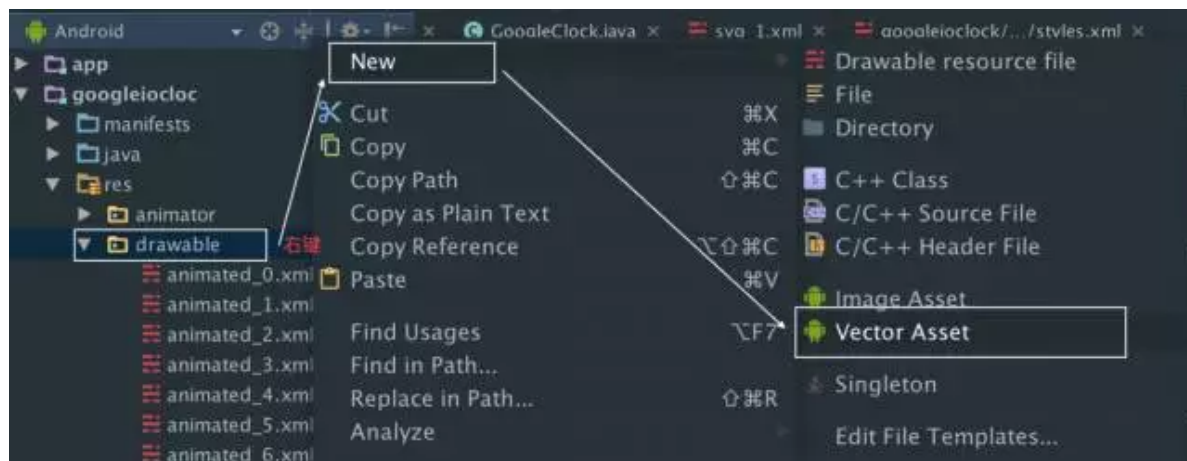 Android
GoogleClock.java ×
svg_1.xml ×
googleioclock/.../styles.xml ×
app
googleiocloc
manifests
java
res
animator
drawable
右键
animated_0.xml
animated_1.xml
animated_2.xml
animated_3.xml
animated_4.xml
animated_5.xml
animated_6.xml
New
Cut ⌘X
Copy ⌘C
Copy Path ⇧⌘C
Copy as Plain Text
Copy Reference ⌥⇧⌘C
Paste ⌘V
Find Usages ⌥F7
Find in Path...
Replace in Path... ⇧⌘R
Analyze
Drawable resource file
File
Directory
C++ Class
C/C++ Source File
C/C++ Header File
Image Asset
Vector Asset
Singleton
Edit File Templates...